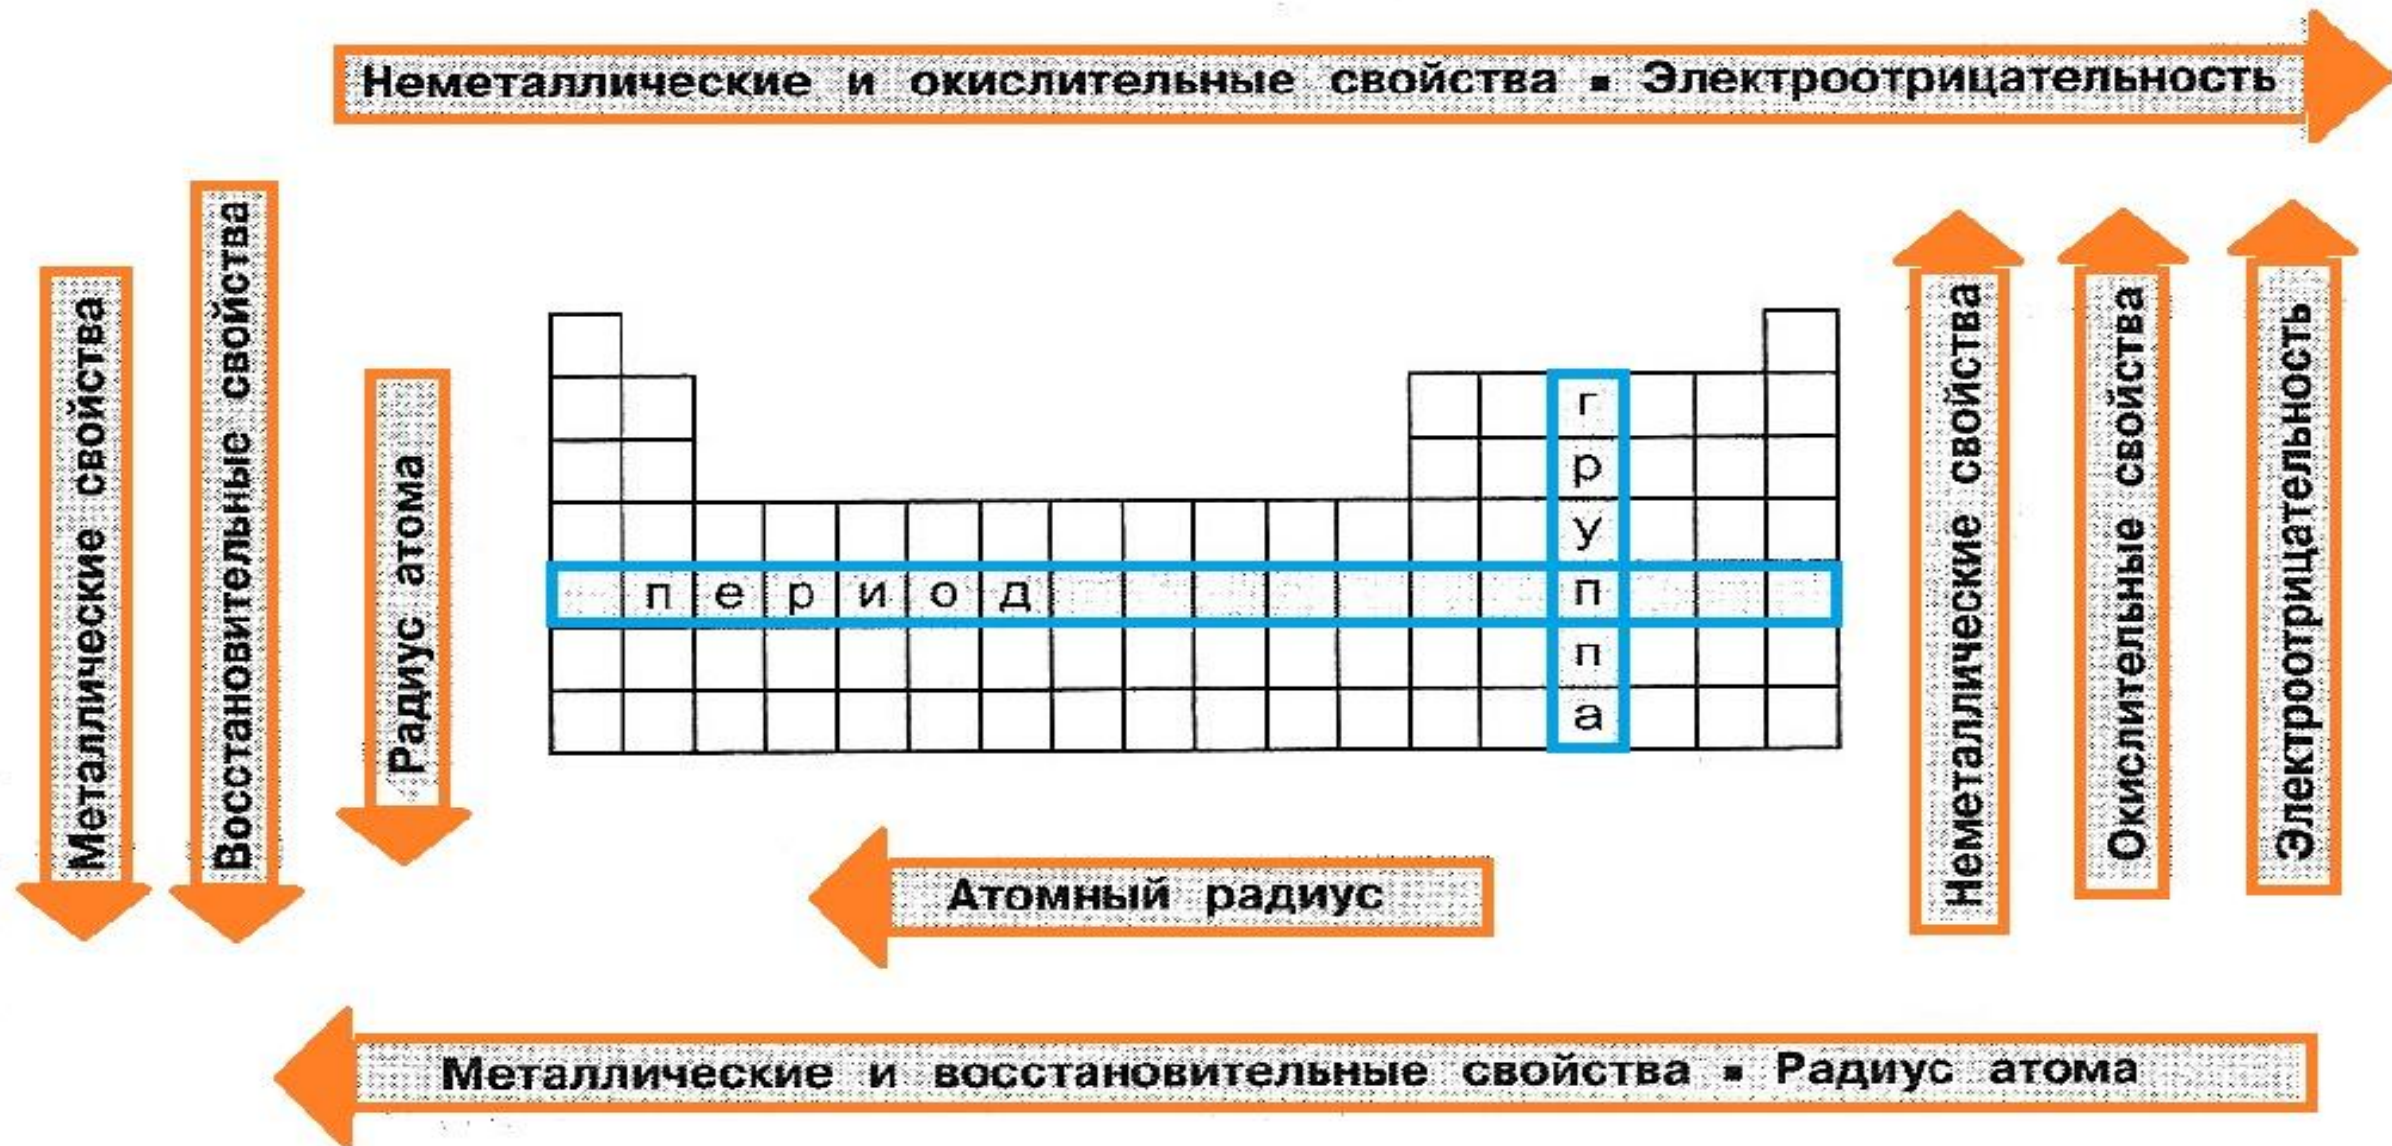 Неметаллические и окислительные свойства ▪ Электроотрицательность
Металлические свойства
Восстановительные свойства
Радиус атома
период
группа
Неметаллические свойства
Окислительные свойства
Электроотрицательность
Атомный радиус
Металлические и восстановительные свойства ▪ Радиус атома